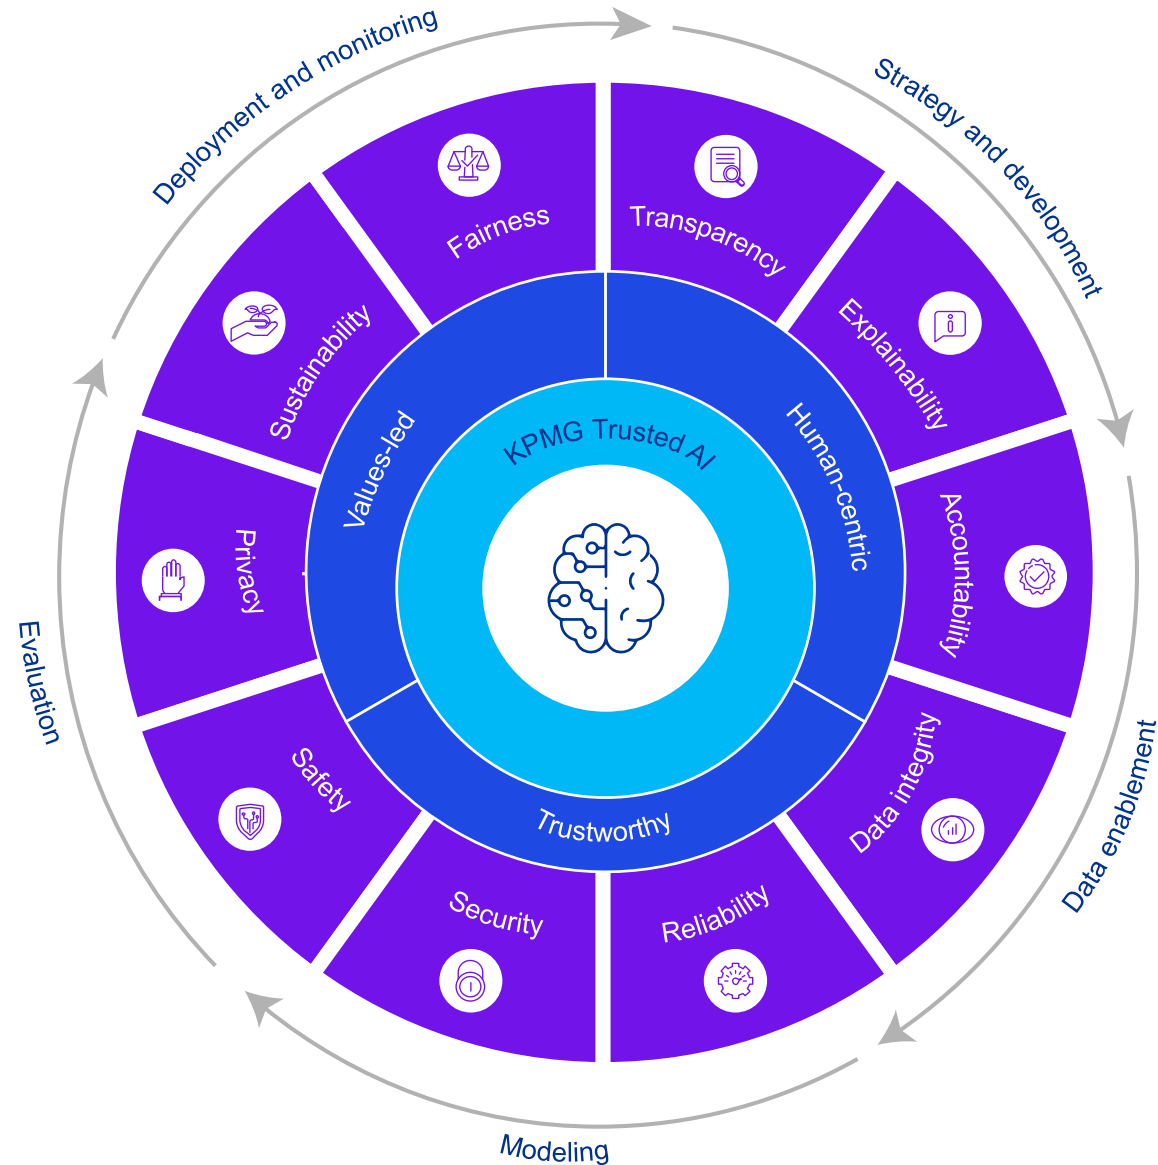 Deployment and monitoring
Strategy and development
Data enablement
Modeling
Evaluation
Fairness
Transparency
Explainability
Accountability
Data integrity
Reliability
Security
Safety
Privacy
Sustainability
Values-led
Human-centric
Trustworthy
KPMG Trusted AI